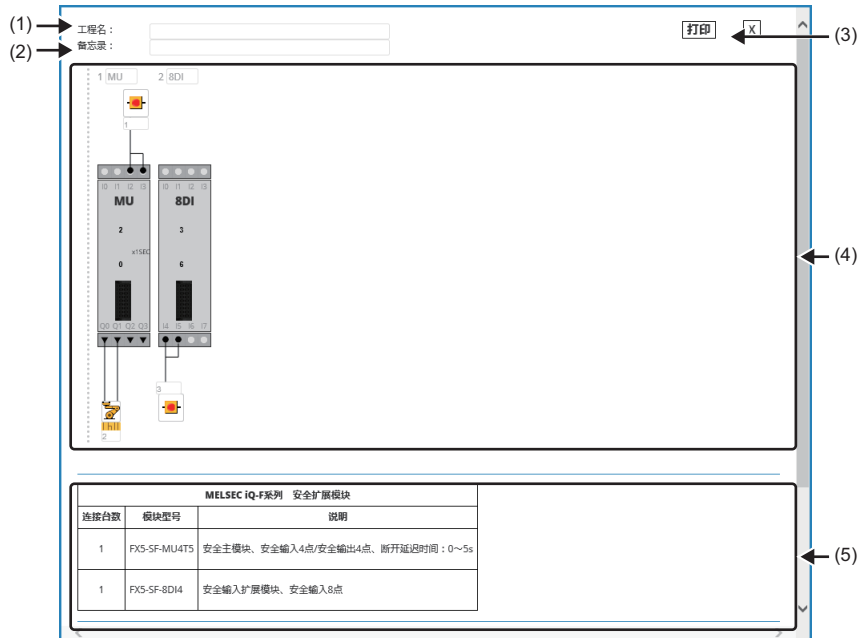 (1)
工程名：
打印 X
(3)
(2)
备忘录：
1 MU 2 8DI
1
I0 I1 I2 I3 I0 I1 I2 I3
MU 8DI
2 3
x1SEC
0 6
(4)
Q0 Q1 Q2 Q3 I4 I5 I6 I7
3
2
MELSEC iQ-F系列 安全扩展模块
连接台数 模块型号 说明
1 FX5-SF-MU4T5 安全主模块、安全输入4点/安全输出4点、断开延迟时间：0～5s
(5)
1 FX5-SF-8DI4 安全输入扩展模块、安全输入8点